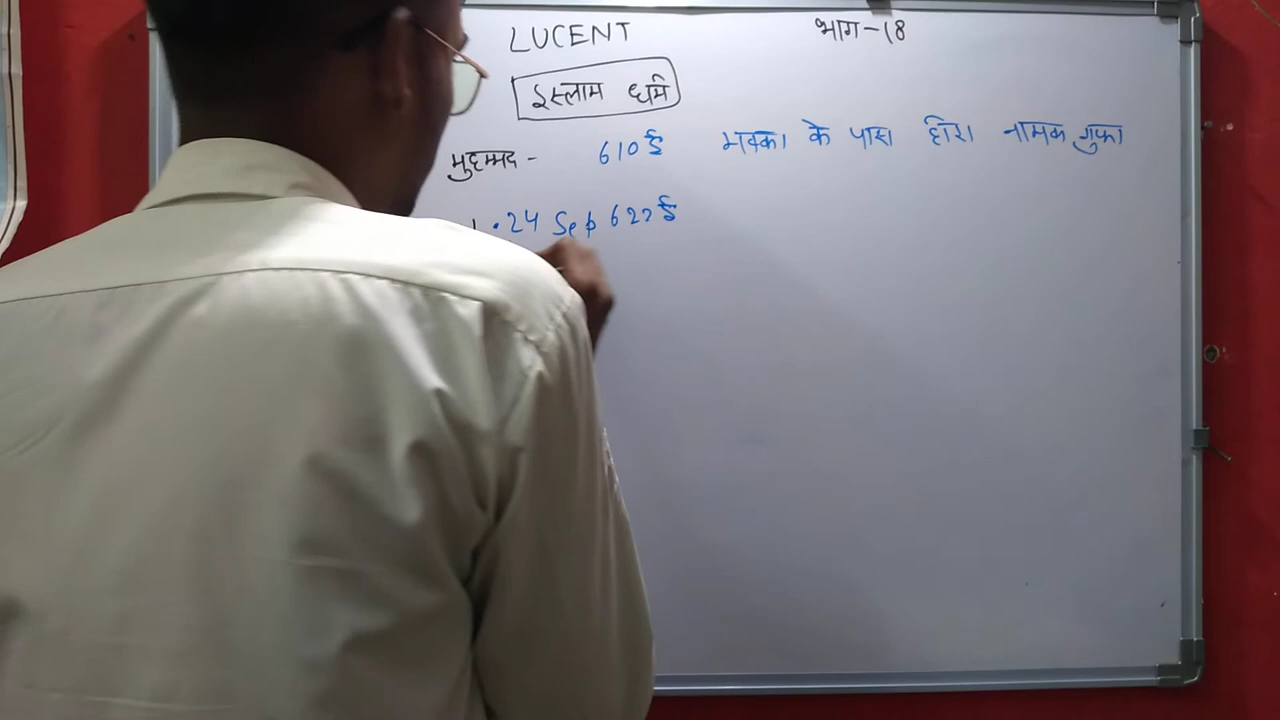 LUCENT भाग-18
इस्लाम धर्म
मुहम्मद - 610 ई मक्का के पास हीरा नामक गुफा
24 Sep 622 ई